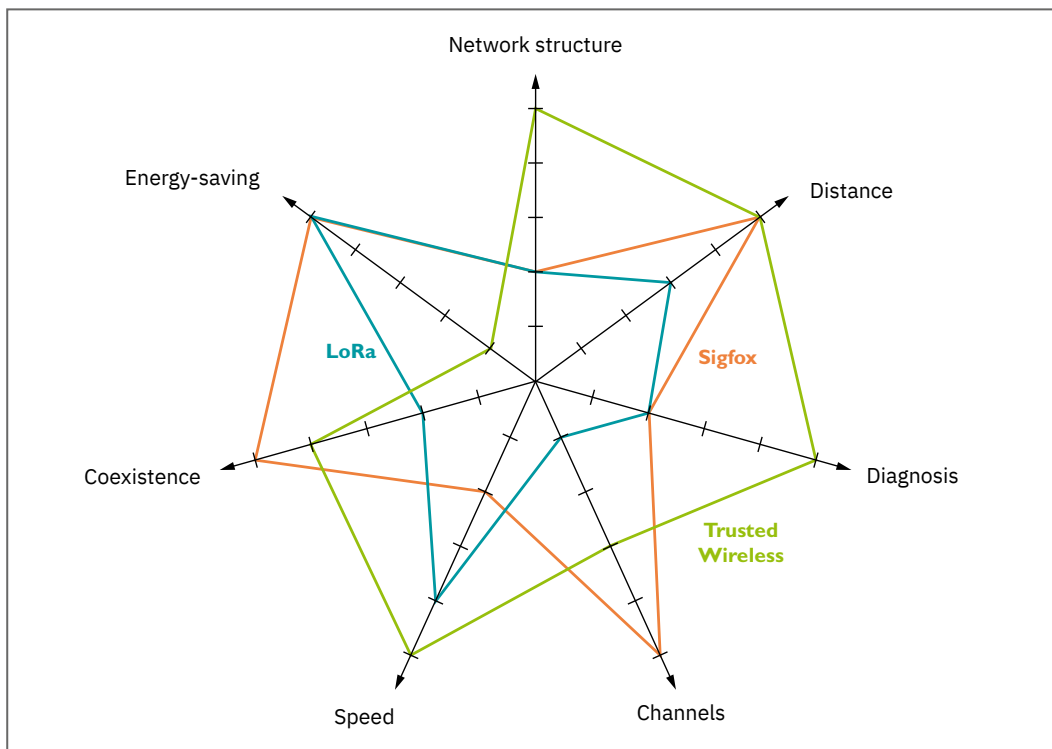 Network structure
Energy-saving
Distance
LoRa
Sigfox
Coexistence
Diagnosis
Trusted
Wireless
Speed
Channels